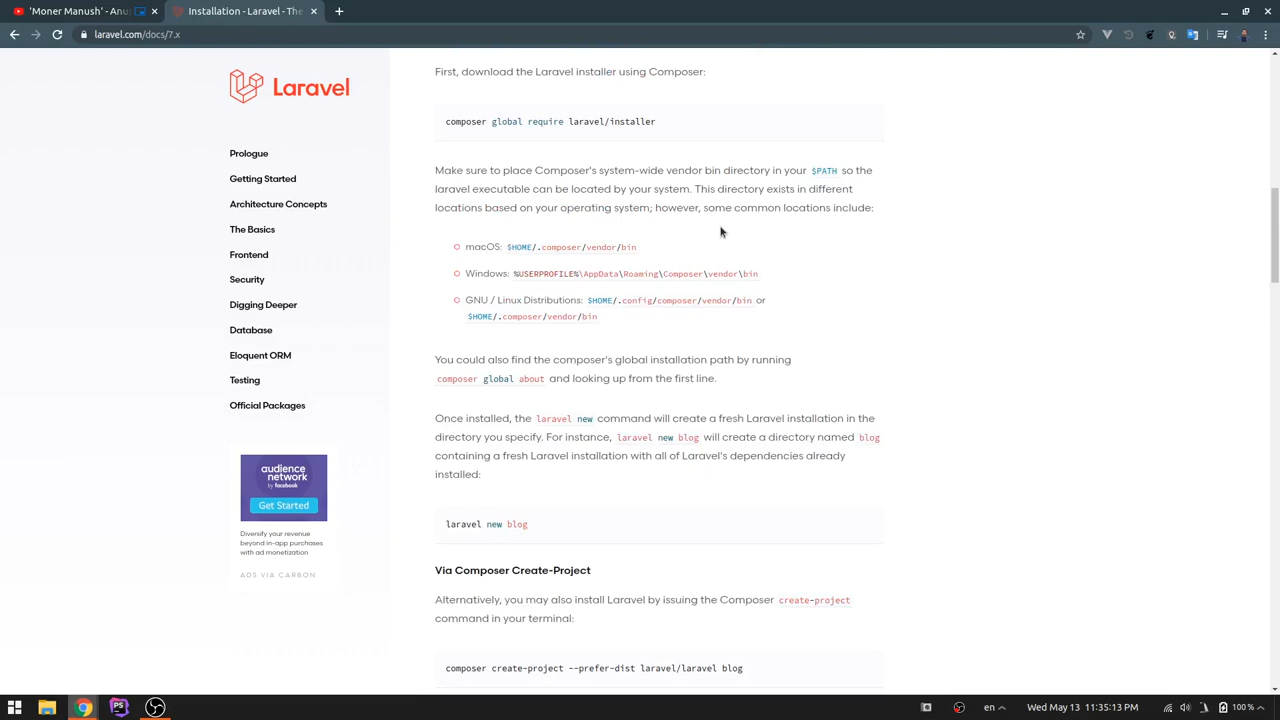 'Moner Manush' - Anup
Installation - The
laravel.com/docs/7.x
Laravel
Prologue
Getting Started
Architecture Concepts
The Basics
Frontend
Security
Digging Deeper
Database
Eloquent ORM
Testing
Official Packages
audience
network
by facebook
Get Started
Diversify your revenue
beyond in-app purchases
with ad monetization
ADS VIA CARBON
First, download the Laravel installer using Composer:
composer global require laravel/installer
Make sure to place Composer's system-wide vendor bin directory in your $PATH so the
laravel executable can be located by your system. This directory exists in different
locations based on your operating system; however, some common locations include:
macOS: $HOME/.composer/vendor/bin
Windows: %USERPROFILE%\AppData\Roaming\Composer\vendor\bin
GNU / Linux Distributions: $HOME/.config/composer/vendor/bin or
$HOME/.composer/vendor/bin
You could also find the composer's global installation path by running
composer global about and looking up from the first line.
Once installed, the laravel new command will create a fresh Laravel installation in the
directory you specify. For instance, laravel new blog will create a directory named blog
containing a fresh Laravel installation with all of Laravel's dependencies already
installed:
laravel new blog
Via Composer Create-Project
Alternatively, you may also install Laravel by issuing the Composer create-project
command in your terminal:
composer create-project --prefer-dist laravel/laravel blog
Ps
en
Wed May 13, 11:35:13 PM
100%